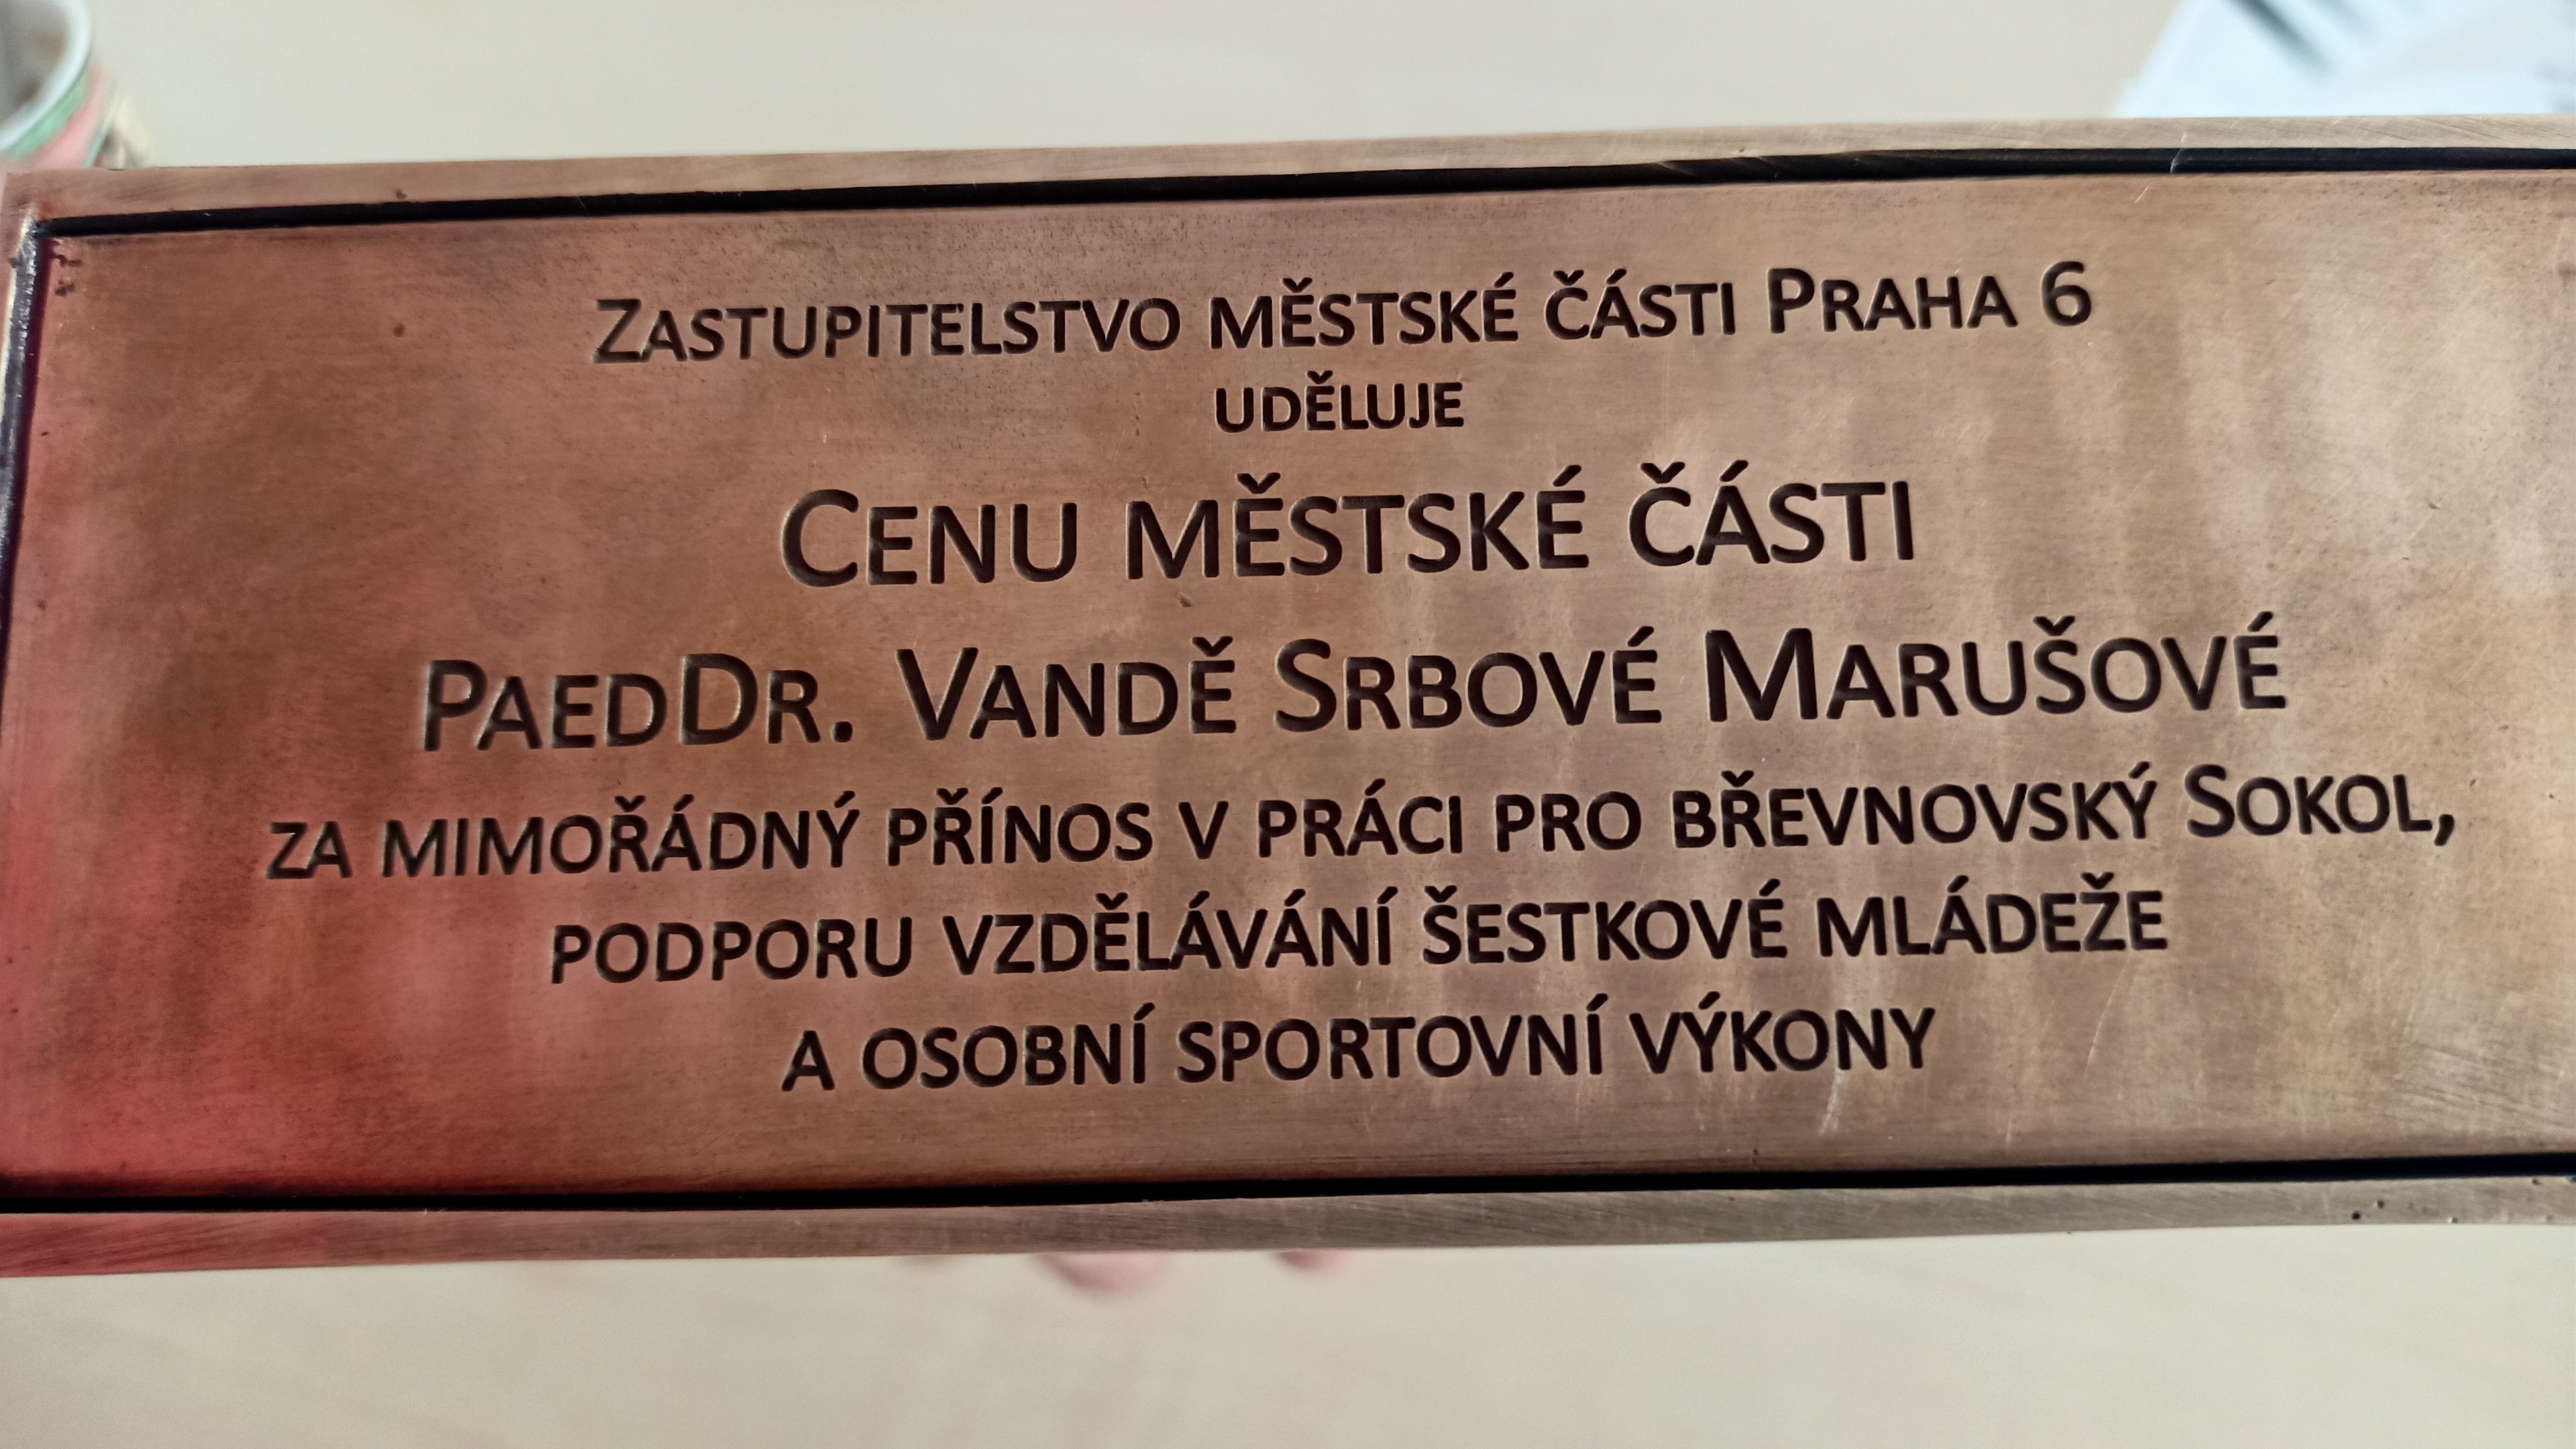 Zastupitelstvo městské části Praha 6
uděluje
Cenu městské části
PaedDr. Vandě Srbové Marušové
za mimořádný přínos v práci pro břevnovský Sokol,
podporu vzdělávání šestkové mládeže
a osobní sportovní výkony